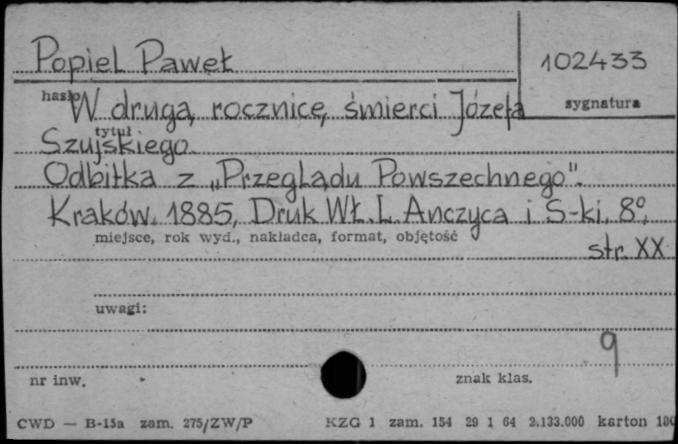 Popiel Paweł
102433
hasło
sygnatura
W drugą rocznicę śmierci Józefa
tytuł
Szujskiego.
Odbitka z „Przeglądu Powszechnego".
Kraków. 1885, Druk Wł. L. Anczyca i S-ki, 8°,
miejsce, rok wyd., nakładca, format, objętość
str. XX
uwagi:
9
nr inw.
znak klas.
CWD — B-15a zam. 275/ZW/P
KZG 1 zam. 154 29 1 64 2.133.000 karton